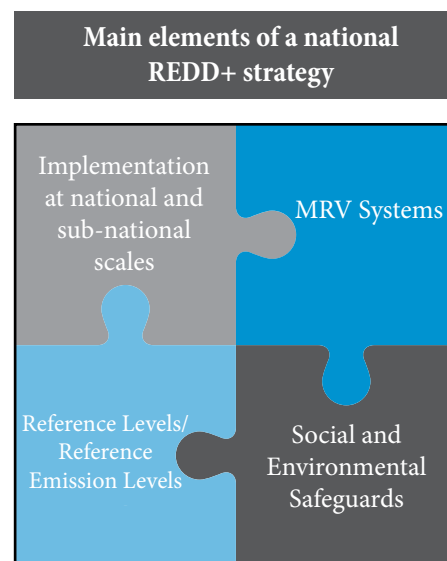 Main elements of a national
REDD+ strategy
Implementation
at national and
sub-national
scales
MRV Systems
Reference Levels/
Reference
Emission Levels
Social and
Environmental
Safeguards